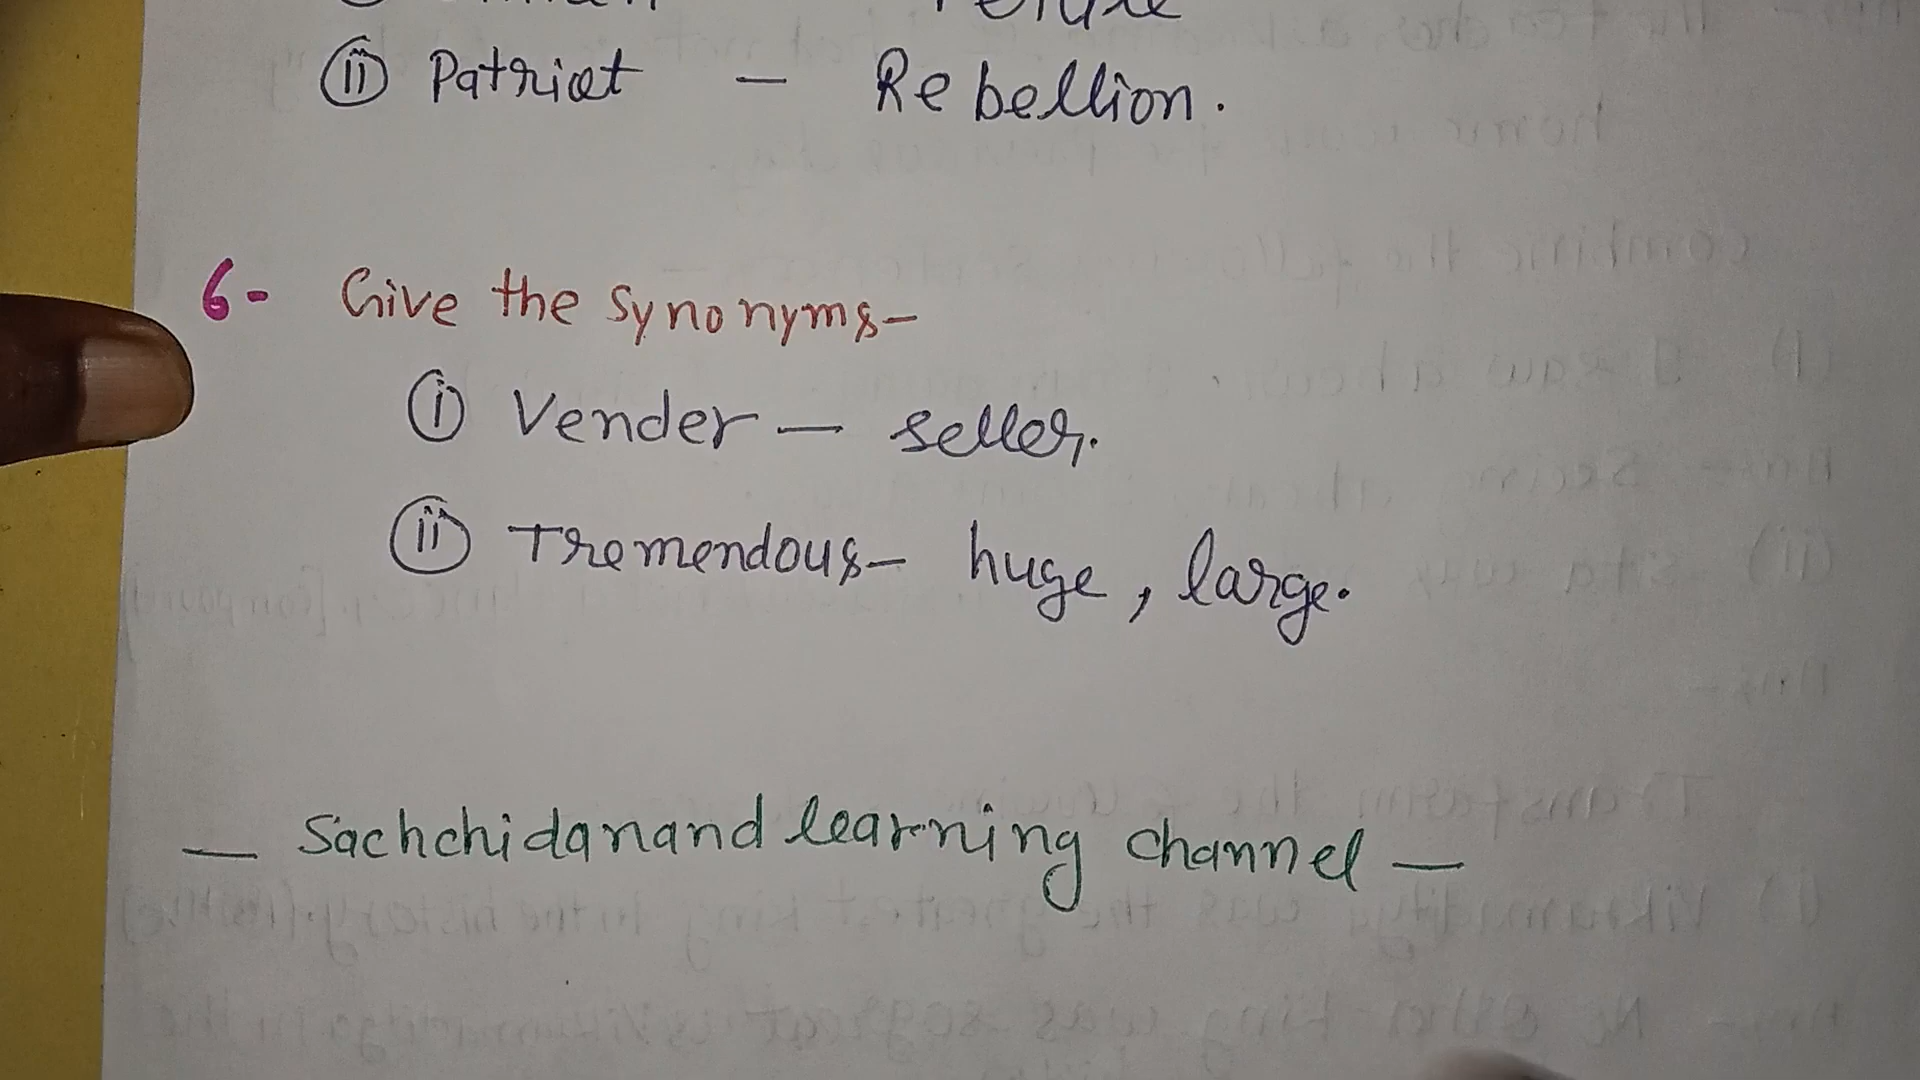 (ii) Patriot - Rebellion.
6- Give the synonyms-
(i) Vender - seller.
(ii) Tremendous - huge, large.
- Sachchidanand learning channel -